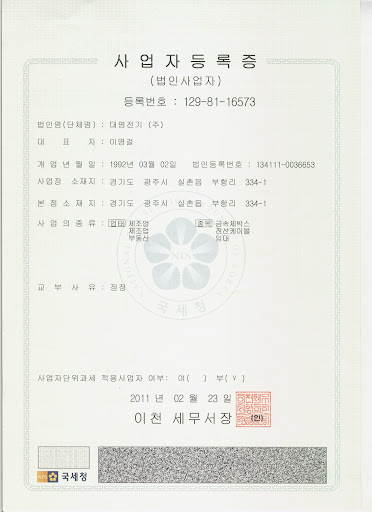 사 업 자 등 록 증
(법인사업자)
등록번호 : 129-81-16573
법인명(단체명) : 대명전기 (주)
대 표 자 : 이명걸
개 업 년 월 일 : 1992년 03월 02일 법인등록번호 : 134111-0036653
사업장 소재지 : 경기도 광주시 실촌읍 부항리 334-1
본점 소재지 : 경기도 광주시 실촌읍 부항리 334-1
사 업 의 종 류 : 업태 제조업 종목 금속제박스
제조업 전선케이블
부동산 임대
NTS
국세청
교 부 사 유 : 정정
사업자단위과세 적용사업자 여부: 여( ) 부(v)
2011 년 02 월 23 일
이천 세무서장 (인)
NTS 국세청